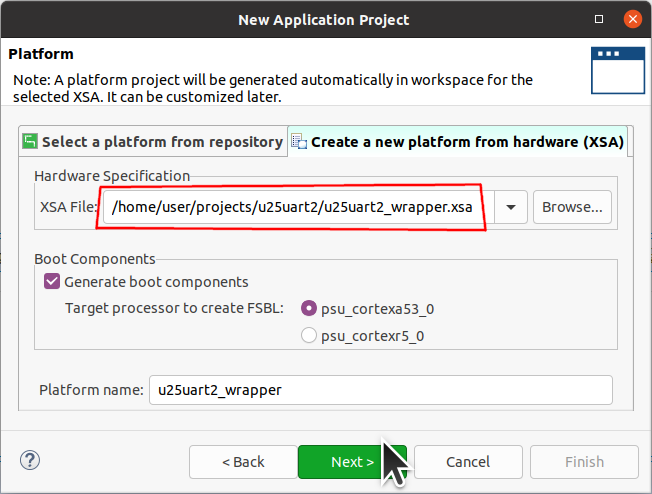 New Application Project
Platform
Note: A platform project will be generated automatically in workspace for the
selected XSA. It can be customized later.
Select a platform from repository
Create a new platform from hardware (XSA)
Hardware Specification
XSA File: /home/user/projects/u25uart2/u25uart2_wrapper.xsa Browse...
Boot Components
Generate boot components
Target processor to create FSBL: psu_cortexa53_0
psu_cortexr5_0
Platform name: u25uart2_wrapper
? < Back Next > Cancel Finish